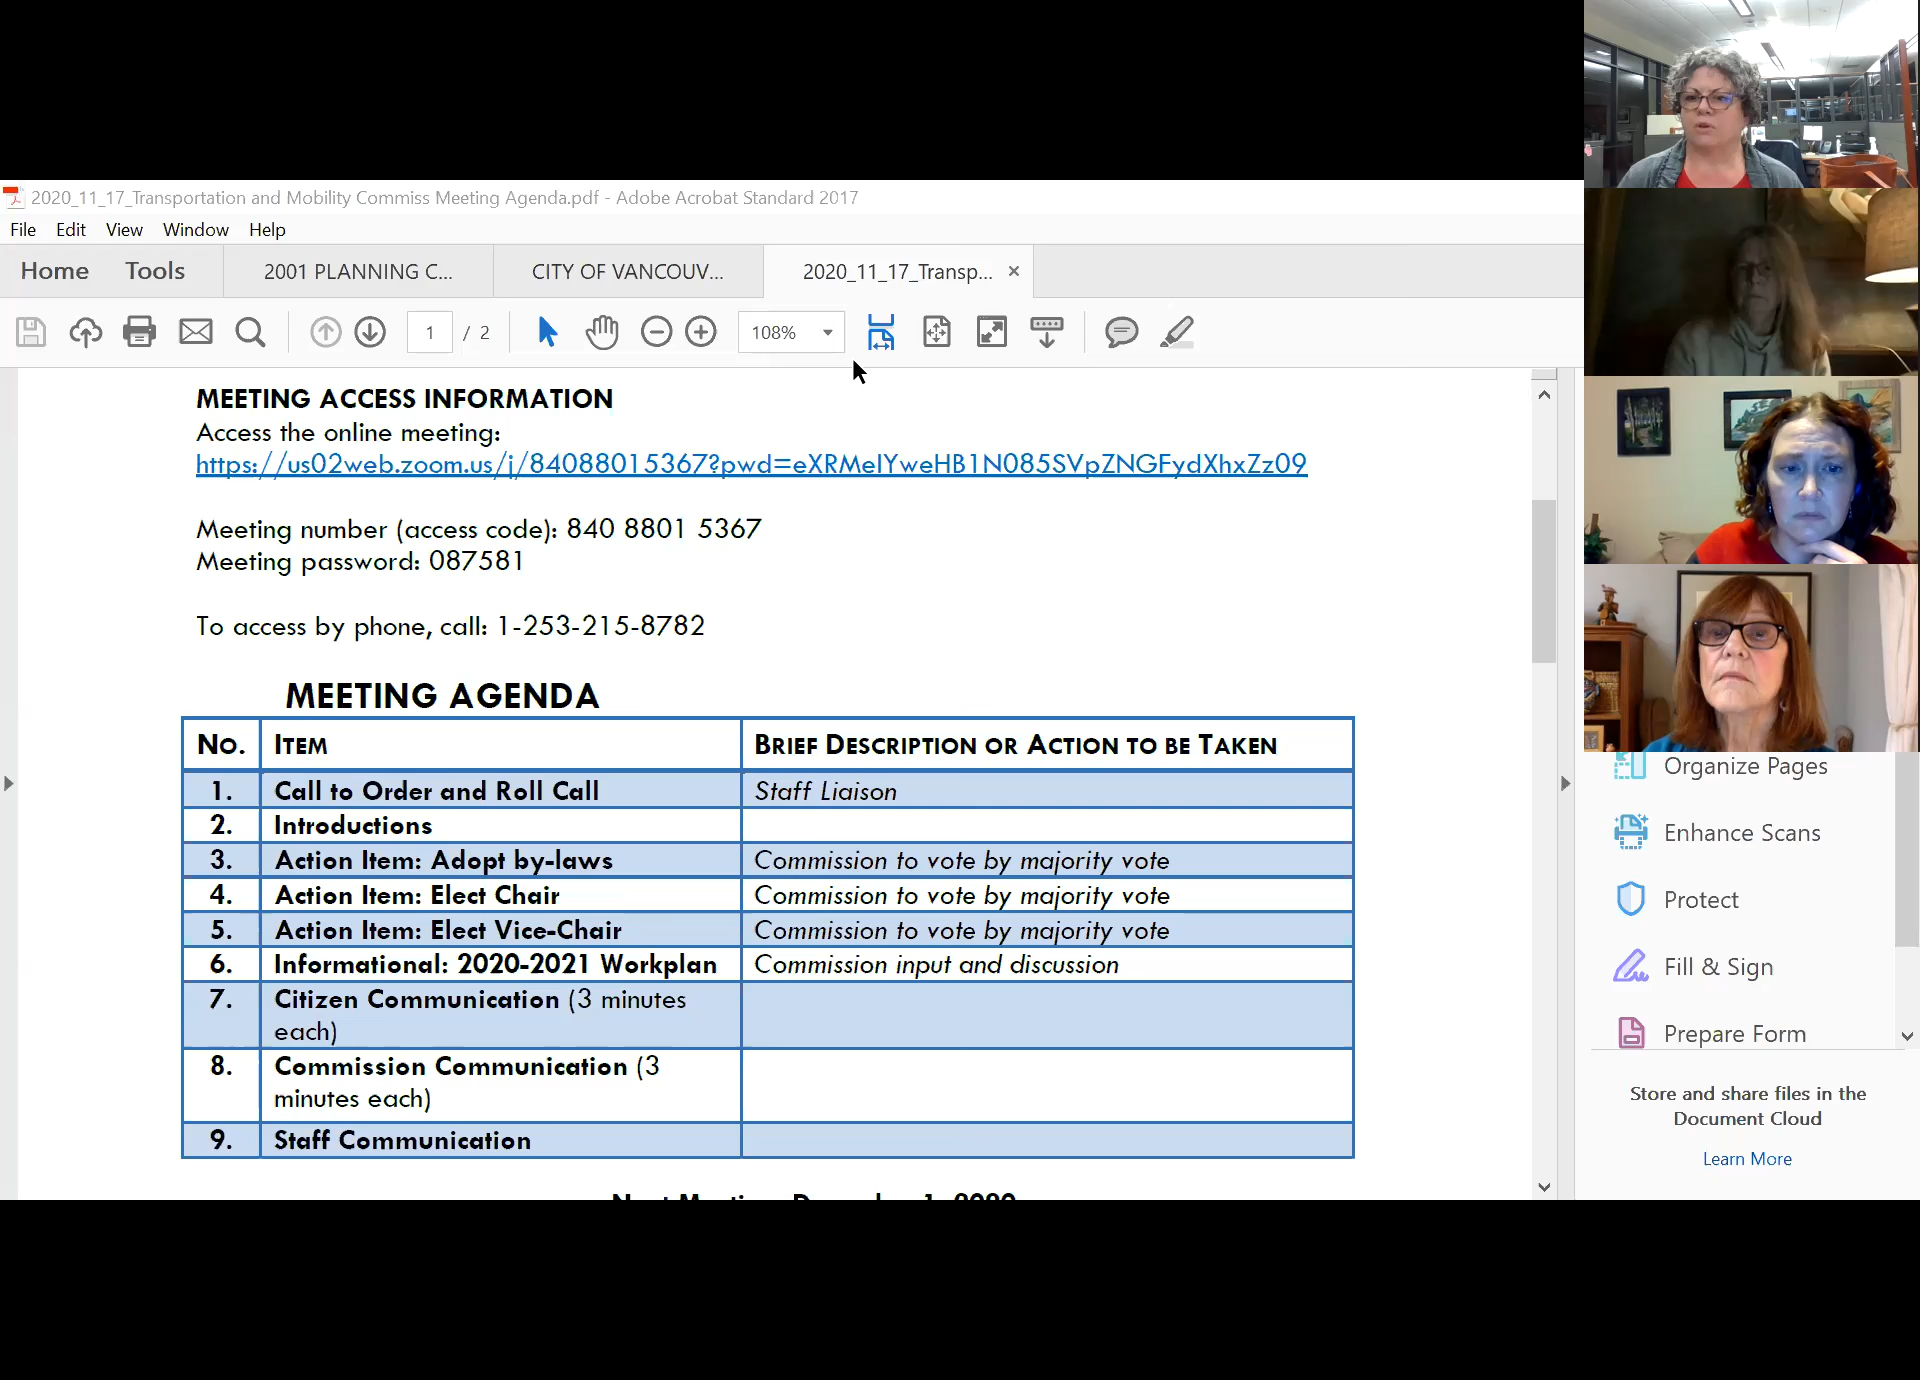 2020_11_17_Transportation and Mobility Commiss Meeting Agenda.pdf - Adobe Acrobat Standard 2017
File Edit View Window Help
Home Tools 2001 PLANNING C... CITY OF VANCOUV... 2020_11_17_Transp... ×
1 / 2 108%
MEETING ACCESS INFORMATION
Access the online meeting:
https://us02web.zoom.us/j/84088015367?pwd=eXRMelYweHB1N085SVpZNGFydXhxZz09
Meeting number (access code): 840 8801 5367
Meeting password: 087581
To access by phone, call: 1-253-215-8782
MEETING AGENDA
NO. ITEM BRIEF DESCRIPTION OR ACTION TO BE TAKEN
1. Call to Order and Roll Call Staff Liaison
2. Introductions
3. Action Item: Adopt by-laws Commission to vote by majority vote
4. Action Item: Elect Chair Commission to vote by majority vote
5. Action Item: Elect Vice-Chair Commission to vote by majority vote
6. Informational: 2020-2021 Workplan Commission input and discussion
7. Citizen Communication (3 minutes
each)
8. Commission Communication (3
minutes each)
9. Staff Communication
Next Meeting: December 1, 2020
Organize Pages
Enhance Scans
Protect
Fill & Sign
Prepare Form
Store and share files in the
Document Cloud
Learn More